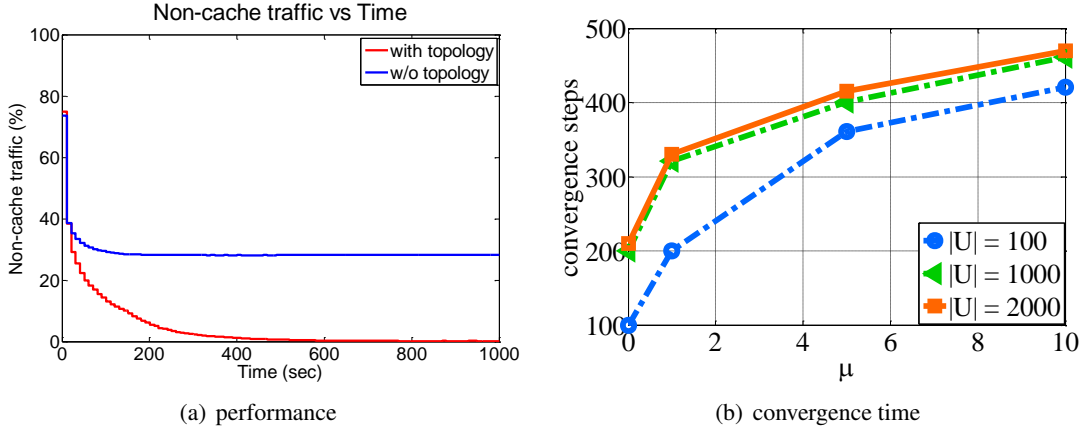 Non-cache traffic vs Time
100
80
60
40
20
0
Non-cache traffic (%)
with topology
w/o topology
0 200 400 600 800 1000
Time (sec)
(a) performance
500
400
300
200
100
convergence steps
|U| = 100
|U| = 1000
|U| = 2000
0 2 4 6 8 10
μ
(b) convergence time